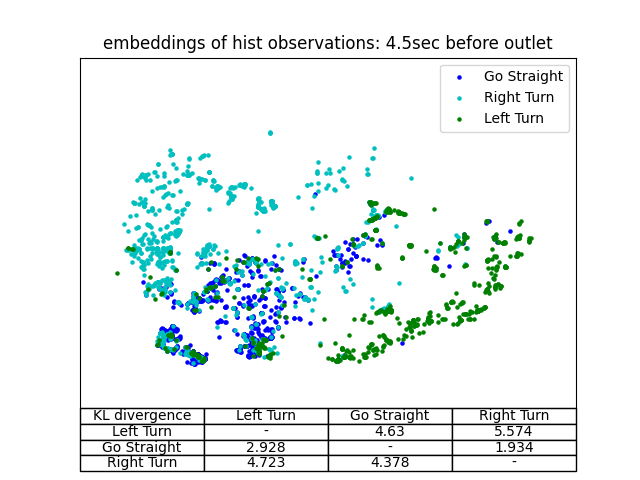 embeddings of hist observations: 4.5sec before outlet
Go Straight
Right Turn
Left Turn
KL divergence Left Turn Go Straight Right Turn
Left Turn - 4.63 5.574
Go Straight 2.928 - 1.934
Right Turn 4.723 4.378 -